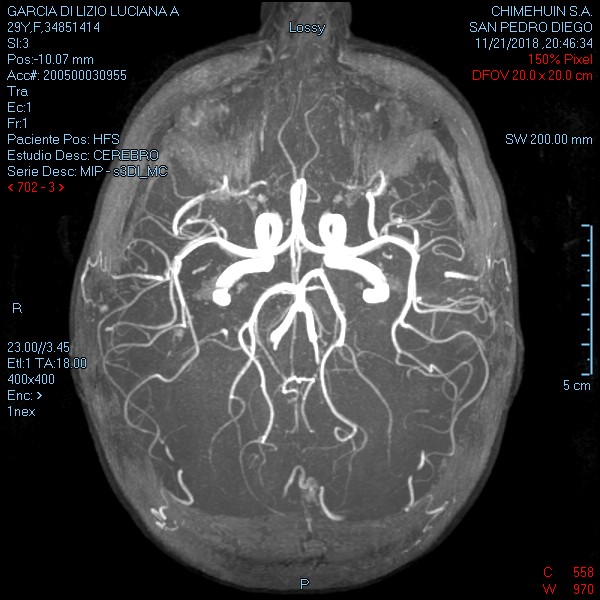 GARCIA DI LIZIO LUCIANA A
29Y,F,34851414
Sl:3
Pos:-10.07 mm
Acc#: 200500030955
Tra
Ec:1
Fr:1
Paciente Pos: HFS
Estudio Desc: CEREBRO
Serie Desc: MIP - s3DI_MC
< 702 - 3 >
Lossy
CHIMEHUIN S.A.
SAN PEDRO DIEGO
11/21/2018 ,20:46:34
150% Pixel
DFOV 20.0 x 20.0 cm
SW 200.00 mm
R
5 cm
23.00//3.45
Etl:1 TA:18.00
400x400
Enc: >
1nex
P
C 558
W 970